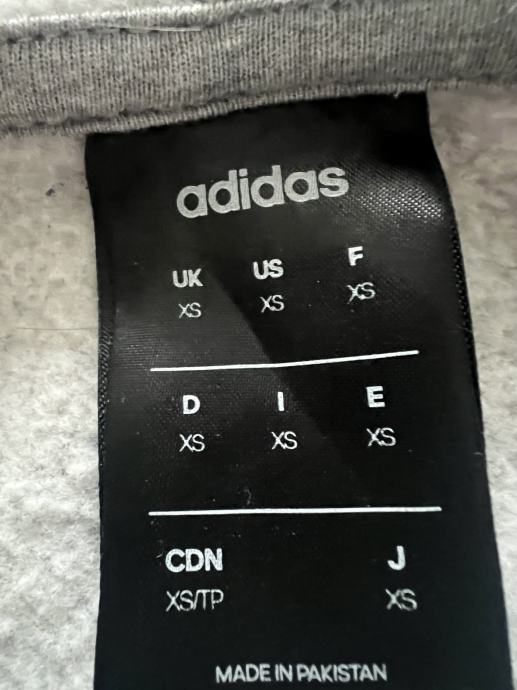 adidas
UK US F
XS XS XS
D I E
XS XS XS
CDN J
XS/TP XS
MADE IN PAKISTAN